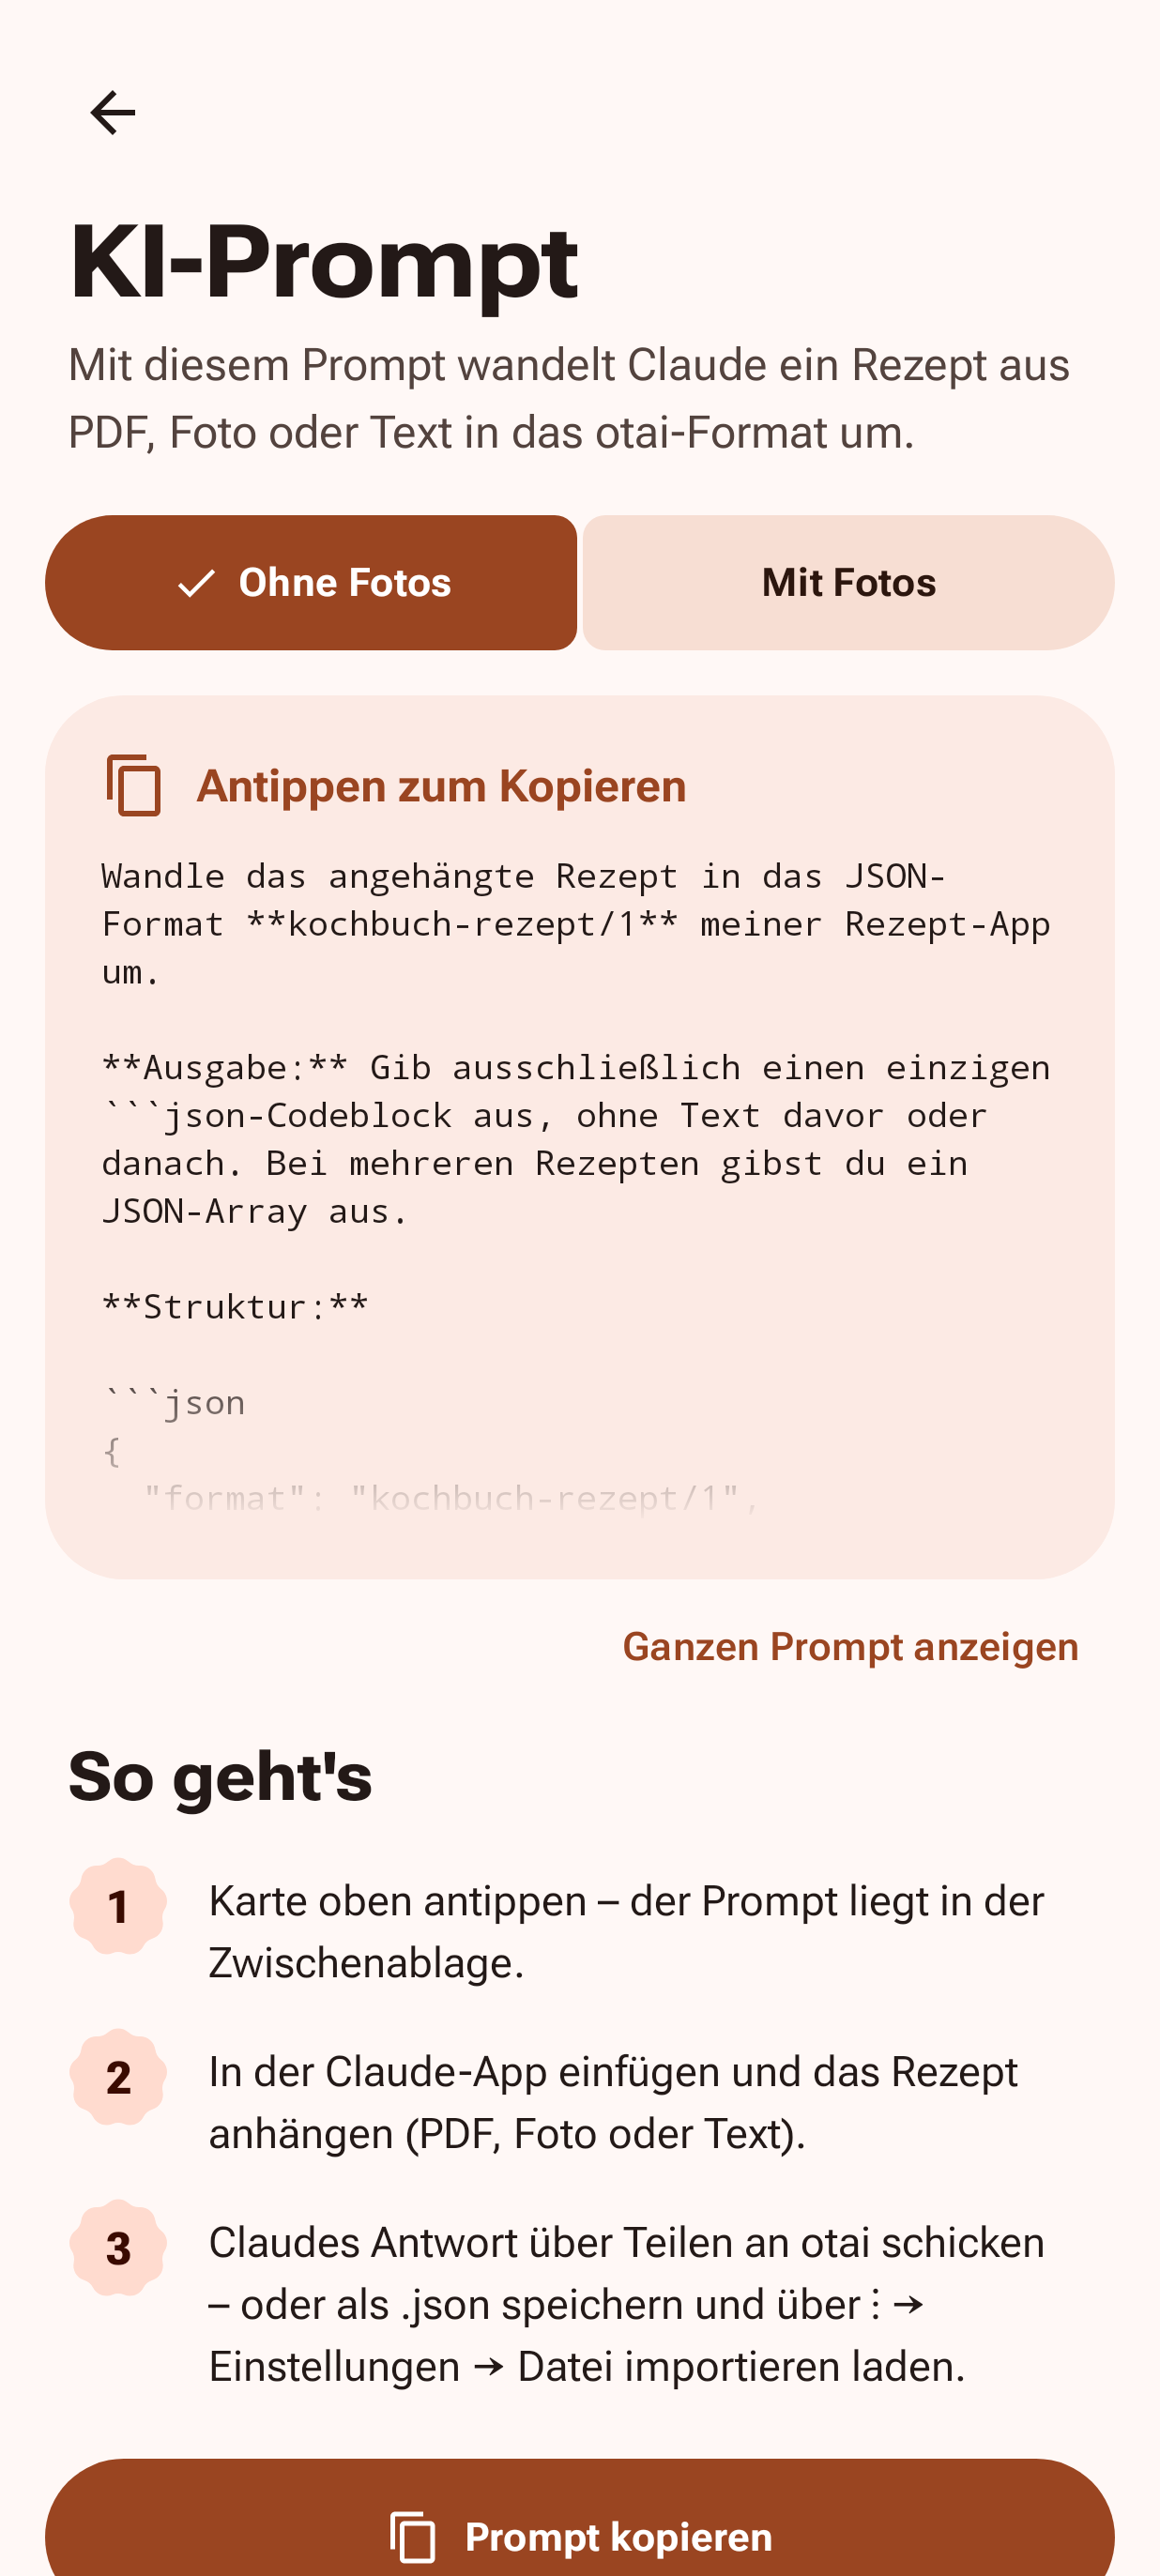 KI-Prompt
Mit diesem Prompt wandelt Claude ein Rezept aus
PDF, Foto oder Text in das otai-Format um.
Ohne Fotos
Mit Fotos
Antippen zum Kopieren
Wandle das angehängte Rezept in das JSON-
Format **kochbuch-rezept/1** meiner Rezept-App
um.
**Ausgabe:** Gib ausschließlich einen einzigen
```json-Codeblock aus, ohne Text davor oder
danach. Bei mehreren Rezepten gibst du ein
JSON-Array aus.
**Struktur:**
```json
{
"format": "kochbuch-rezept/1",
Ganzen Prompt anzeigen
So geht's
1
Karte oben antippen – der Prompt liegt in der
Zwischenablage.
2
In der Claude-App einfügen und das Rezept
anhängen (PDF, Foto oder Text).
3
Claudes Antwort über Teilen an otai schicken
– oder als .json speichern und über ⋮ →
Einstellungen → Datei importieren laden.
Prompt kopieren